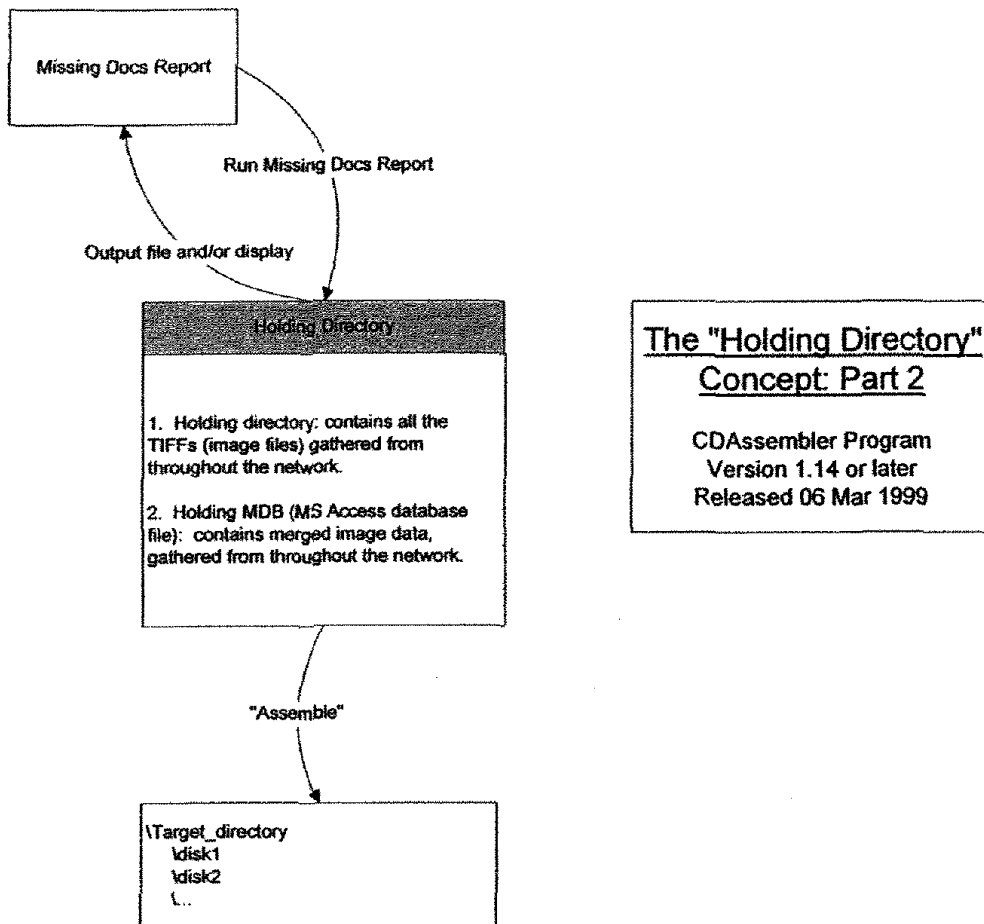 Missing Docs Report
Run Missing Docs Report
Output file and/or display
Holding Directory
1. Holding directory: contains all the
TIFFs (image files) gathered from
throughout the network.
2. Holding MDB (MS Access database
file): contains merged image data,
gathered from throughout the network.
"Assemble"
\Target_directory
\disk1
\disk2
\...
The "Holding Directory"
Concept: Part 2
CDAssembler Program
Version 1.14 or later
Released 06 Mar 1999